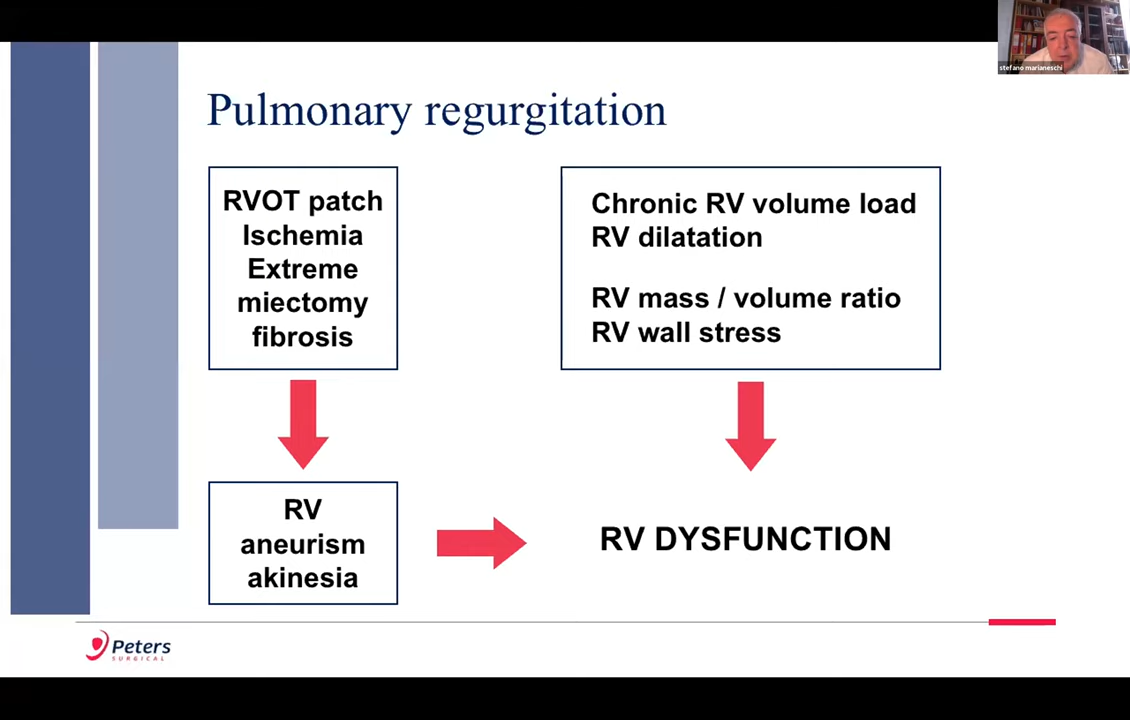 stefano marianeschi
Pulmonary regurgitation
RVOT patch
Ischemia
Extreme
miectomy
fibrosis
Chronic RV volume load
RV dilatation
RV mass / volume ratio
RV wall stress
RV
aneurism
akinesia
RV DYSFUNCTION
Peters
SURGICAL